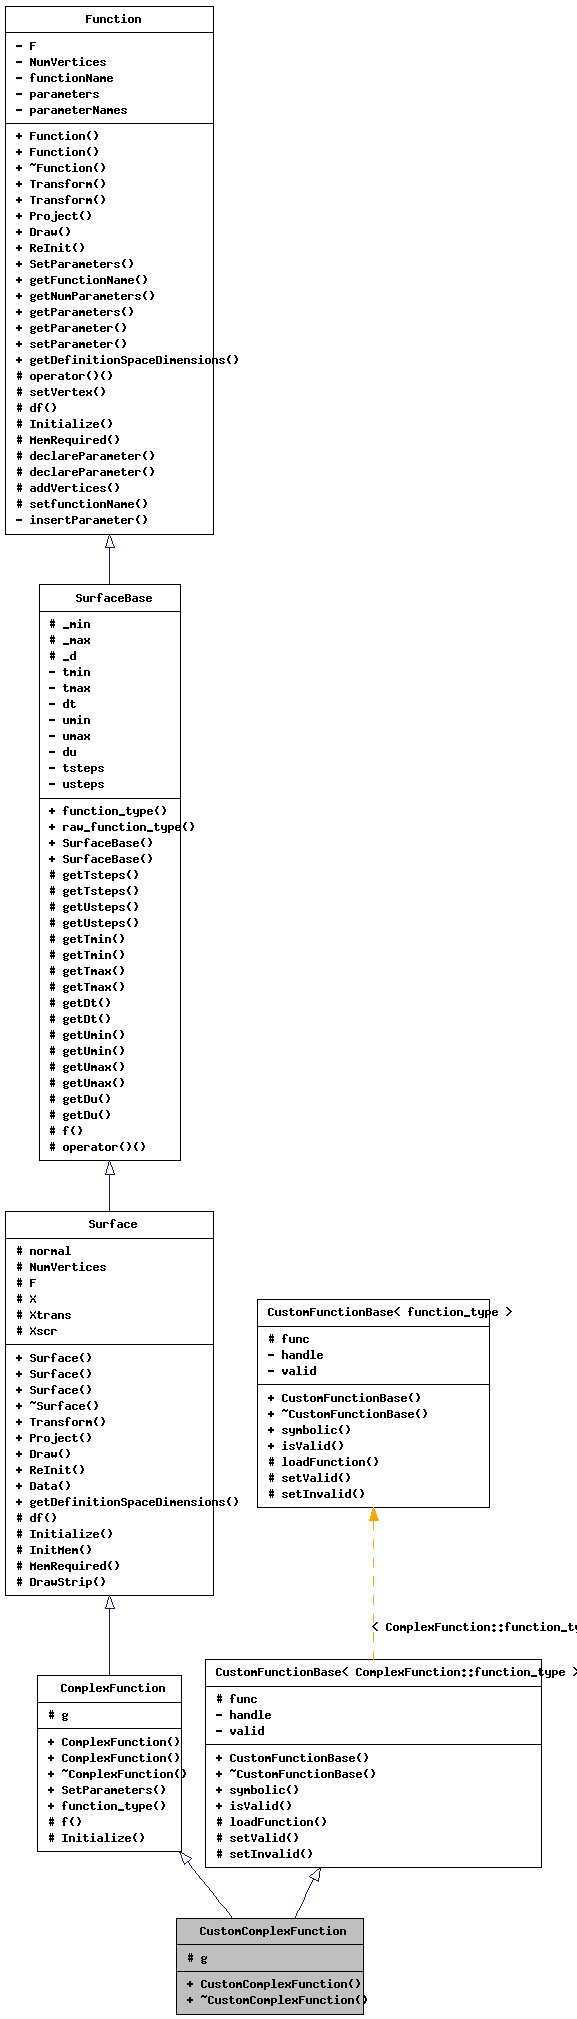 Function
- F
- NumVertices
- functionName
- parameters
- parameterNames
+ Function()
+ Function()
+ ~Function()
+ Transform()
+ Transform()
+ Project()
+ Draw()
+ ReInit()
+ SetParameters()
+ getFunctionName()
+ getNumParameters()
+ getParameters()
+ getParameter()
+ setParameter()
+ getDefinitionSpaceDimensions()
# operator()()
# setVertex()
# df()
# Initialize()
# MemRequired()
# declareParameter()
# declareParameter()
# addVertices()
# setfunctionName()
- insertParameter()
SurfaceBase
# _min
# _max
# _d
- tmin
- tmax
- dt
- umin
- umax
- du
- tsteps
- usteps
+ function_type()
+ raw_function_type()
+ SurfaceBase()
+ SurfaceBase()
# getTsteps()
# getTsteps()
# getUsteps()
# getUsteps()
# getTmin()
# getTmin()
# getTmax()
# getTmax()
# getDt()
# getDt()
# getUmin()
# getUmin()
# getUmax()
# getUmax()
# getDu()
# getDu()
# f()
# operator()()
Surface
# normal
# NumVertices
# F
# X
# Xtrans
# Xscr
+ Surface()
+ Surface()
+ Surface()
+ ~Surface()
+ Transform()
+ Project()
+ Draw()
+ ReInit()
+ Data()
+ getDefinitionSpaceDimensions()
# df()
# Initialize()
# InitMem()
# MemRequired()
# DrawStrip()
CustomFunctionBase< function_type >
# func
- handle
- valid
+ CustomFunctionBase()
+ ~CustomFunctionBase()
+ symbolic()
+ isValid()
# loadFunction()
# setValid()
# setInvalid()
< ComplexFunction::function_ty
ComplexFunction
# g
+ ComplexFunction()
+ ComplexFunction()
+ ~ComplexFunction()
+ SetParameters()
+ function_type()
# f()
# Initialize()
CustomFunctionBase< ComplexFunction::function_type >
# func
- handle
- valid
+ CustomFunctionBase()
+ ~CustomFunctionBase()
+ symbolic()
+ isValid()
# loadFunction()
# setValid()
# setInvalid()
CustomComplexFunction
# g
+ CustomComplexFunction()
+ ~CustomComplexFunction()